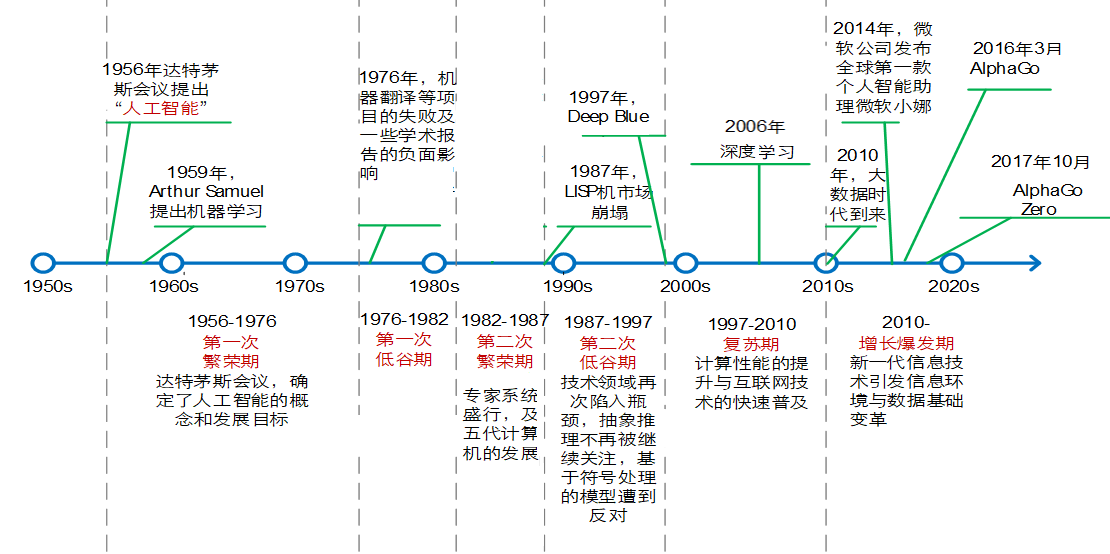 1956年达特茅
斯会议提出
“人工智能”
1959年，
Arthur Samuel
提出机器学习
1976年，机
器翻译等项
目的失败及
一些学术报
告的负面影
响
1997年，
Deep Blue
1987年，
LISP机市场
崩塌
2006年
深度学习
2014年，微
软公司发布
全球第一款
个人智能助
理微软小娜
2010
年，大
数据时
代到来
2016年3月
AlphaGo
2017年10月
AlphaGo
Zero
1950s
1960s
1970s
1980s
1990s
2000s
2010s
2020s
1956-1976
第一次
繁荣期
达特茅斯会议，确
定了人工智能的概
念和发展目标
1976-1982
第一次
低谷期
1982-1987
第二次
繁荣期
专家系统
盛行，及
五代计算
机的发展
1987-1997
第二次
低谷期
技术领域再
次陷入瓶
颈，抽象推
理不再被继
续关注，基
于符号处理
的模型遭到
反对
1997-2010
复苏期
计算性能的提
升与互联网技
术的快速普及
2010-
增长爆发期
新一代信息技
术引发信息环
境与数据基础
变革